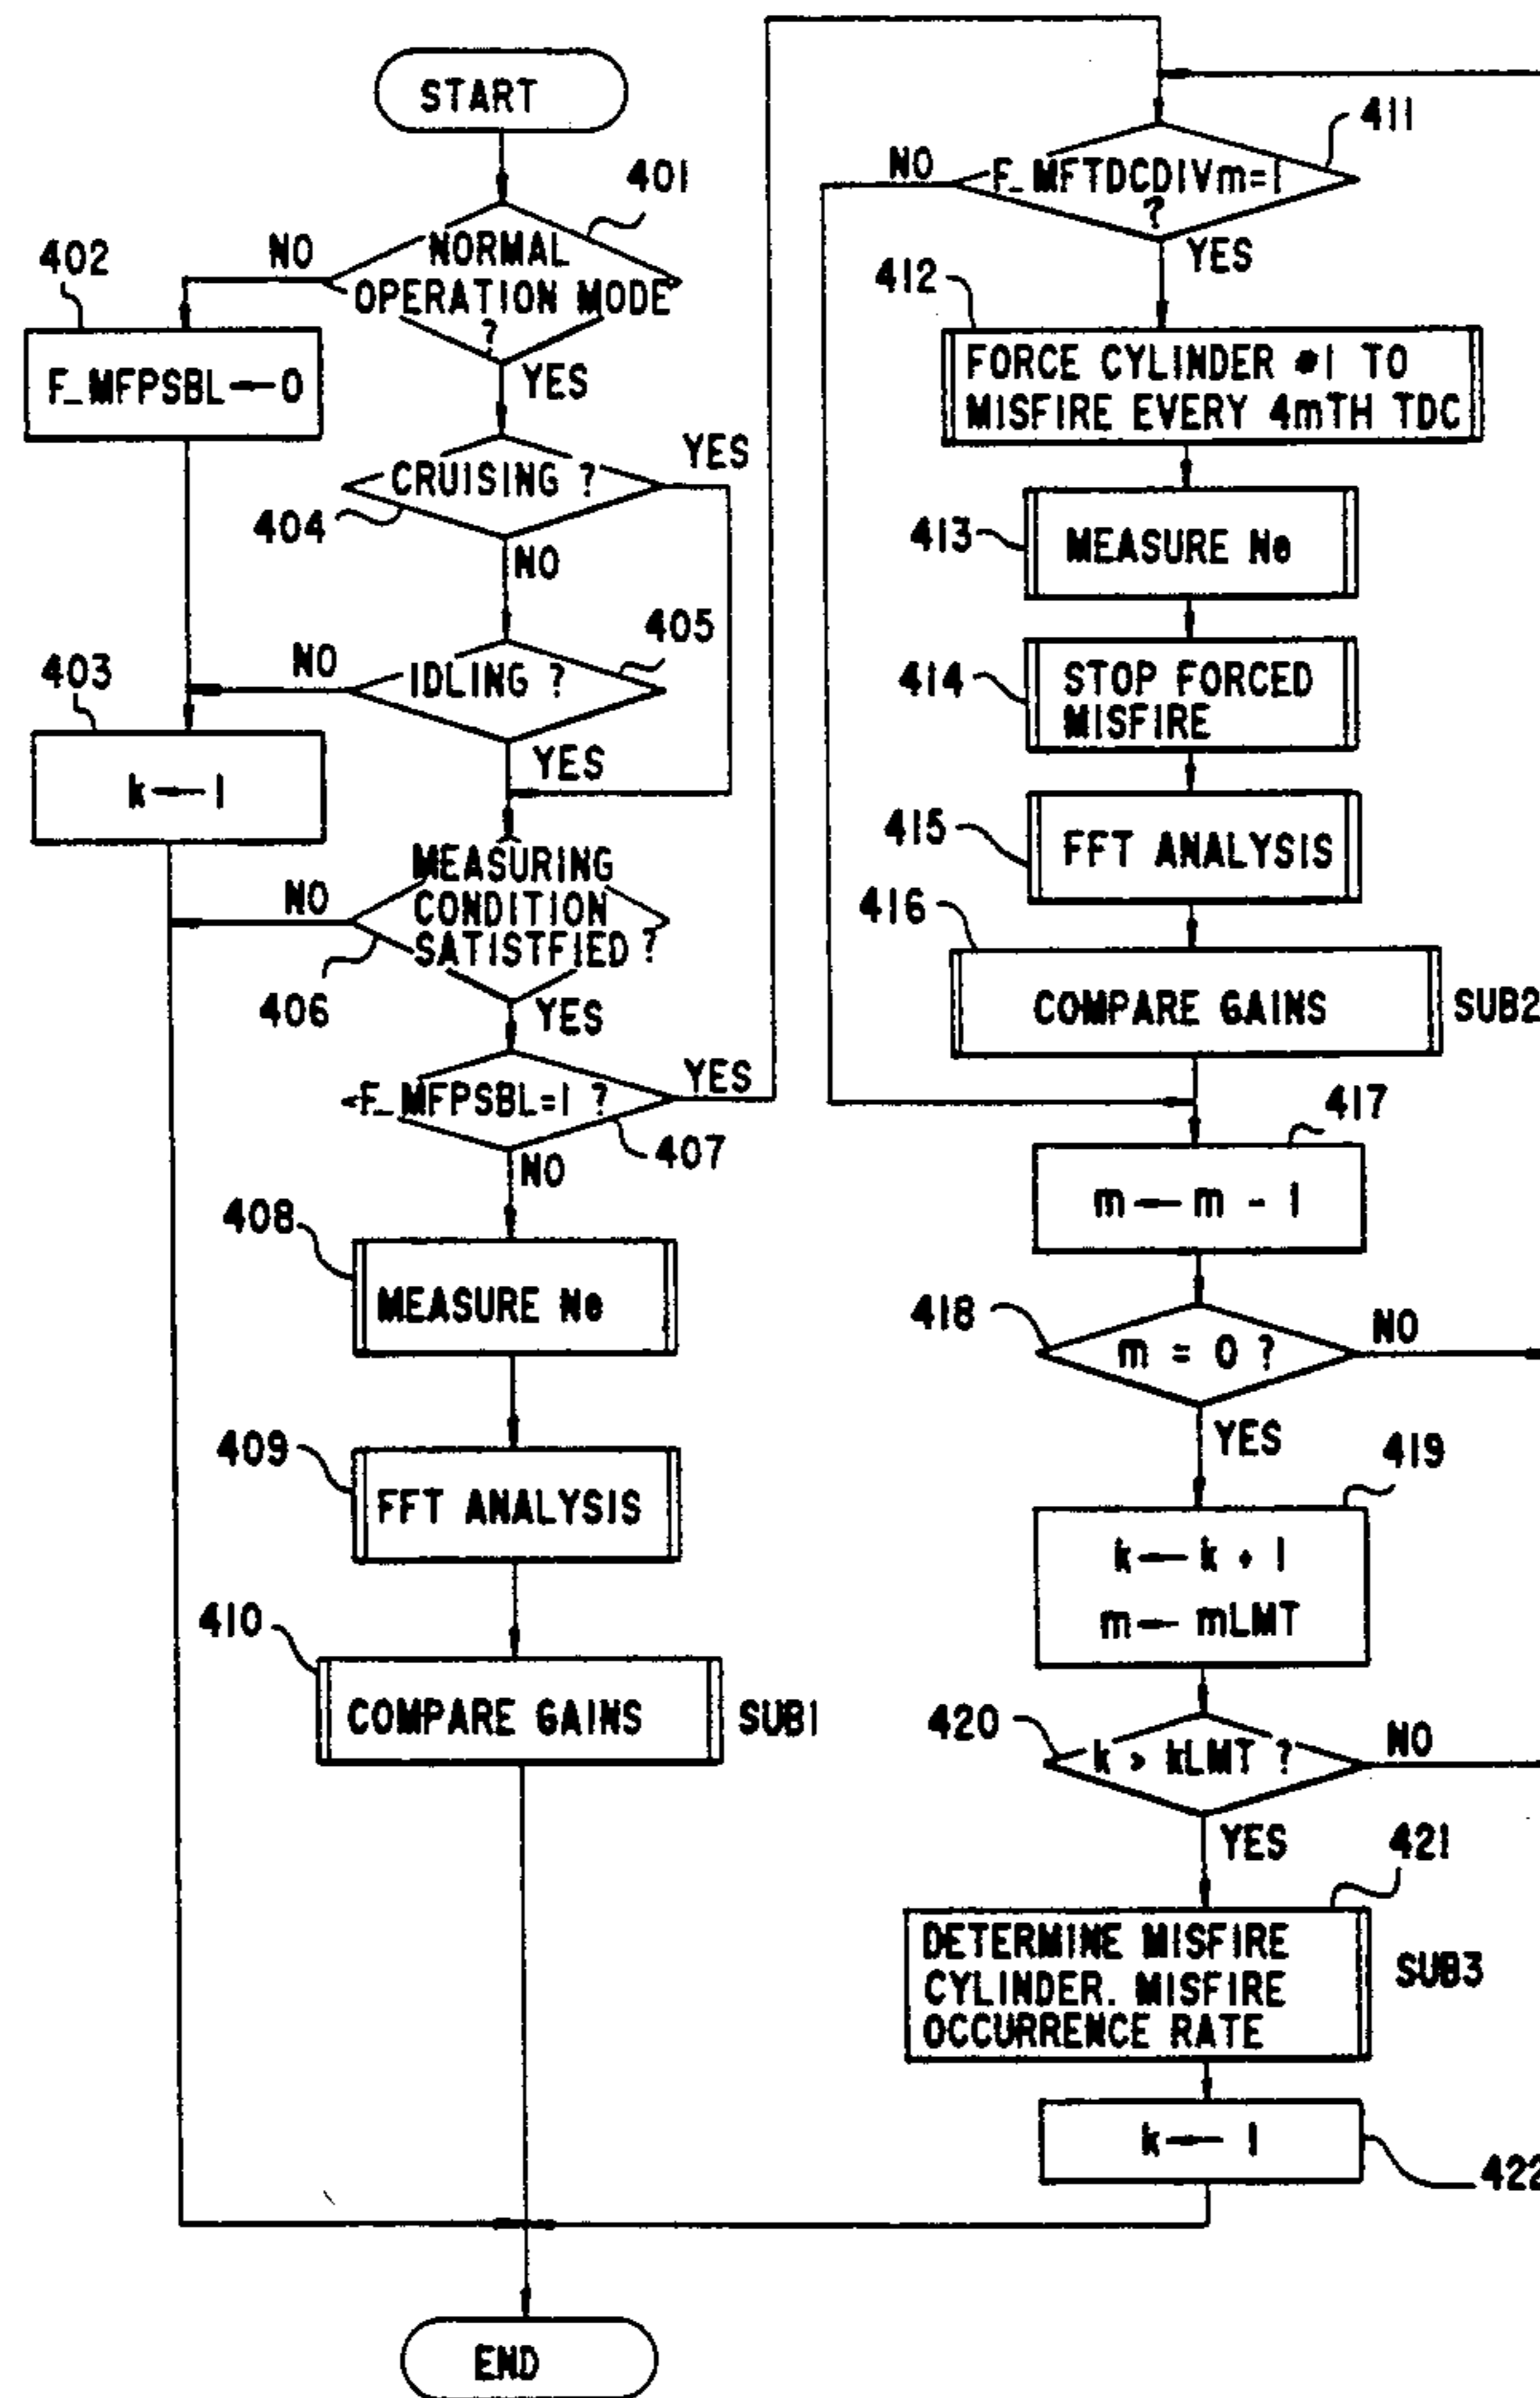 START
401
NORMAL
OPERATION MODE
?
NO
YES
402
F_MFPSBL←0
CRUISING ?
YES
404
NO
405
IDLING ?
NO
YES
403
k←1
MEASURING
CONDITION
SATISTFIED ?
NO
406
YES
F_MFPSBL=1 ?
YES
407
NO
408
MEASURE Ne
409
FFT ANALYSIS
410
COMPARE GAINS
SUB1
END
411
F_MFTDCDIVm=1
?
NO
YES
412
FORCE CYLINDER #1 TO
MISFIRE EVERY 4mTH TDC
413
MEASURE Ne
414
STOP FORCED
MISFIRE
415
FFT ANALYSIS
416
COMPARE GAINS
SUB2
417
m←m - 1
418
m = 0 ?
NO
YES
419
k←k + 1
m←mLMT
420
k > kLMT ?
NO
YES
421
DETERMINE MISFIRE
CYLINDER. MISFIRE
OCCURRENCE RATE
SUB3
k←1
422